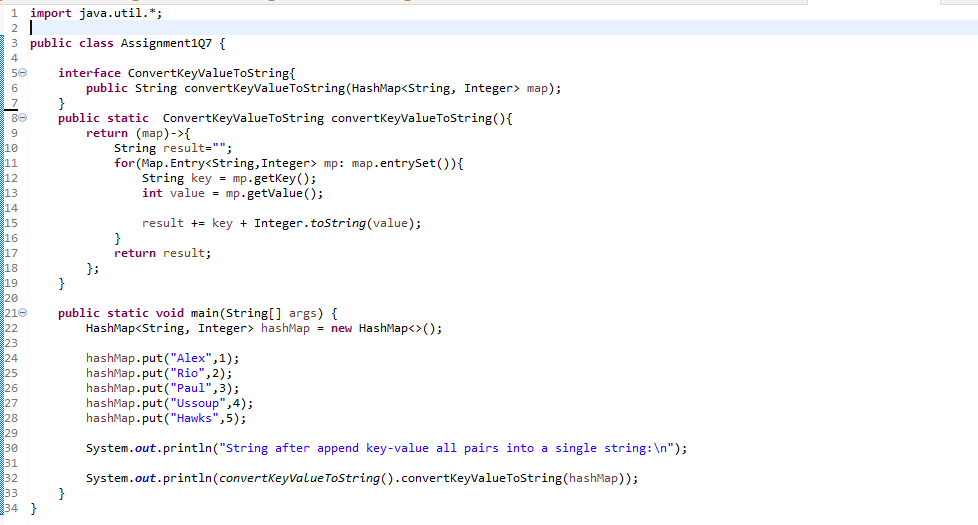 1 import java.util.*;
2
3 public class Assignment1Q7 {
4
5 interface ConvertKeyValueToString{
6 public String convertKeyValueToString(HashMap<String, Integer> map);
7 }
8 public static  ConvertKeyValueToString convertKeyValueToString(){
9 return (map)->{
10 String result="";
11 for(Map.Entry<String,Integer> mp: map.entrySet()){
12 String key = mp.getKey();
13 int value = mp.getValue();
14
15 result += key + Integer.toString(value);
16 }
17 return result;
18 };
19 }
20
21 public static void main(String[] args) {
22 HashMap<String, Integer> hashMap = new HashMap<>();
23
24 hashMap.put("Alex",1);
25 hashMap.put("Rio",2);
26 hashMap.put("Paul",3);
27 hashMap.put("Ussoup",4);
28 hashMap.put("Hawks",5);
29
30 System.out.println("String after append key-value all pairs into a single string:\n");
31
32 System.out.println(convertKeyValueToString().convertKeyValueToString(hashMap));
33 }
34 }